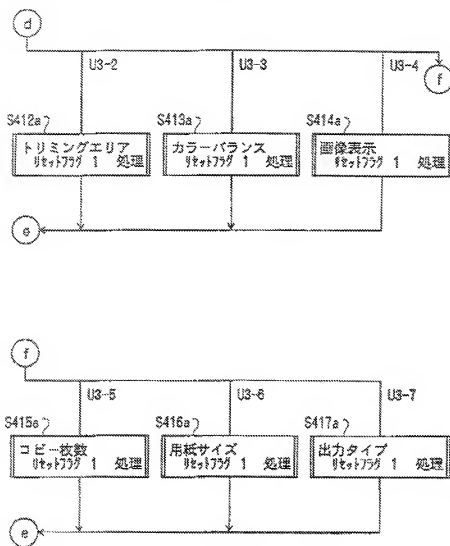 d
U3-2 U3-3 U3-4
f
S412a S413a S414a
トリミングエリア カラーバランス 画像表示
リセットフラグ 1 処理 リセットフラグ 1 処理 リセットフラグ 1 処理
e
f
U3-5 U3-6 U3-7
S415a S416a S417a
コピー枚数 用紙サイズ 出力タイプ
リセットフラグ 1 処理 リセットフラグ 1 処理 リセットフラグ 1 処理
e